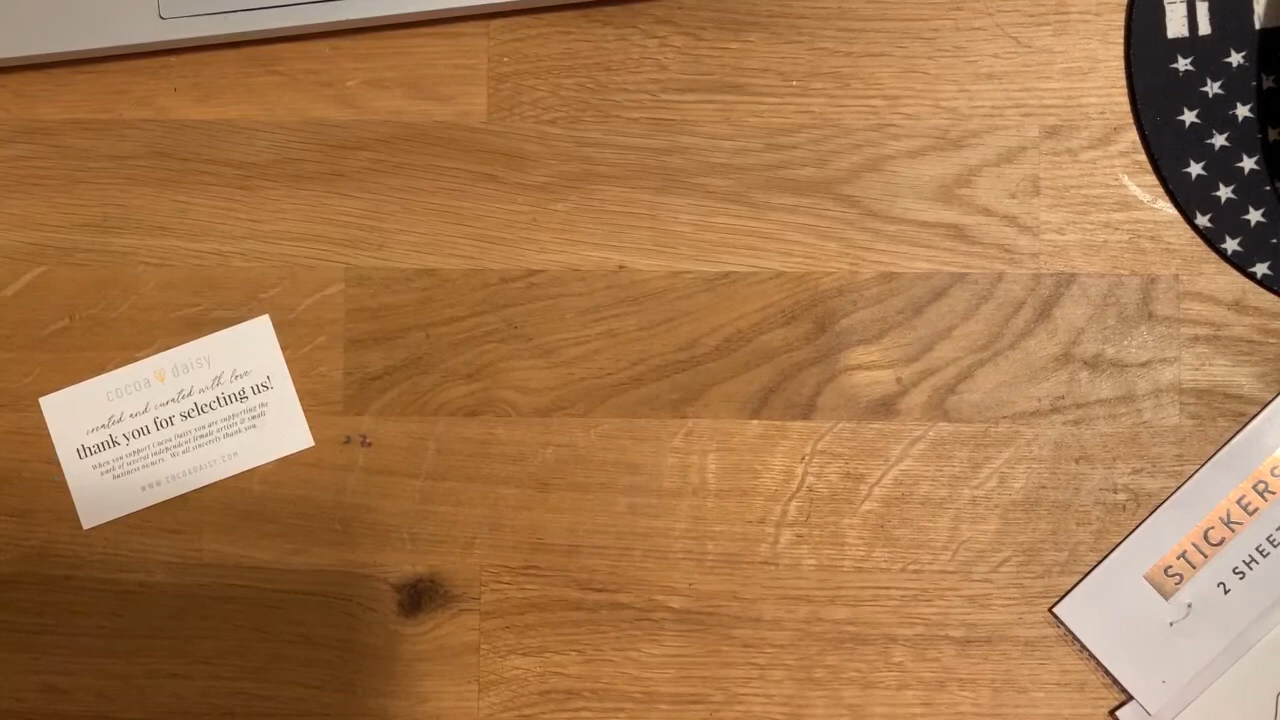 cocoa daisy
created and curated with love
thank you for selecting us!
When you support Cocoa Daisy you are supporting the
work of several independent female artists & small
business owners. We all sincerely thank you.
WWW.COCOADAISY.COM
STICKERS
2 SHEET